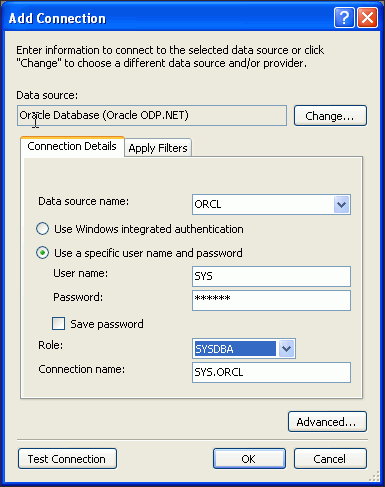 Add Connection
Enter information to connect to the selected data source or click
"Change" to choose a different data source and/or provider.
Data source:
Oracle Database (Oracle ODP.NET)
Change...
Connection Details
Apply Filters
Data source name:
ORCL
Use Windows integrated authentication
Use a specific user name and password
User name:
SYS
Password:
******
Save password
Role:
SYSDBA
Connection name:
SYS.ORCL
Advanced...
Test Connection
OK
Cancel